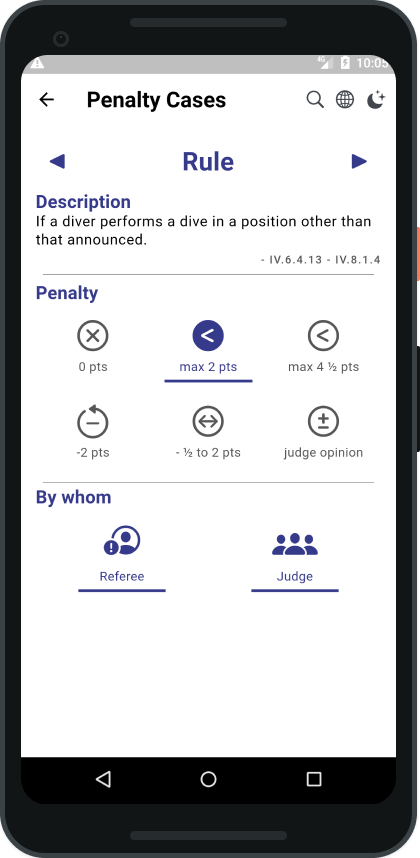 4G 10:05
Penalty Cases
Rule
Description
If a diver performs a dive in a position other than
that announced.
- IV.6.4.13 - IV.8.1.4
Penalty
0 pts max 2 pts max 4 ½ pts
-2 pts - ½ to 2 pts judge opinion
By whom
Referee Judge